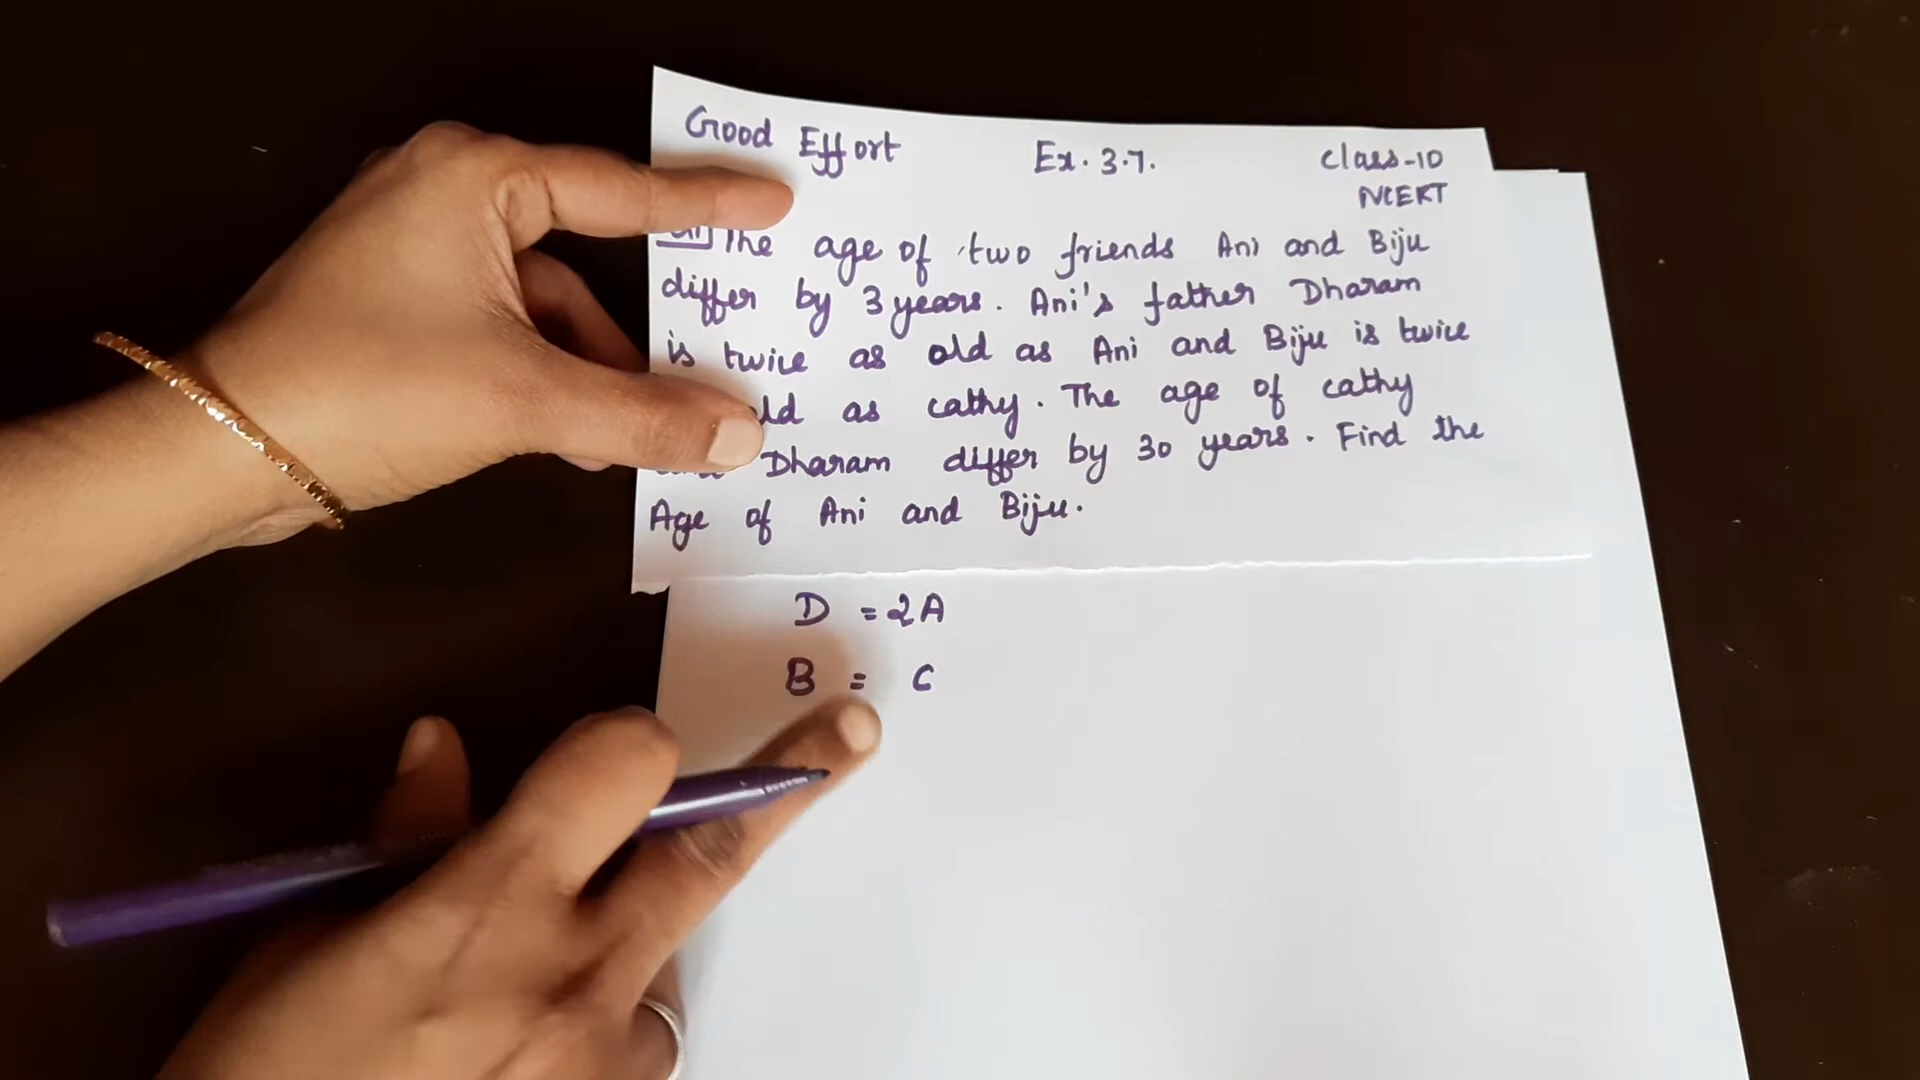 Good Effort Ex. 3.7. Class-10
NCERT
The age of two friends Ani and Biju
differ by 3 years. Ani's father Dharam
is twice as old as Ani and Biju is twice
as cathy. The age of cathy
Dharam differ by 30 years. Find the
Age of Ani and Biju.
D = 2A
B = C